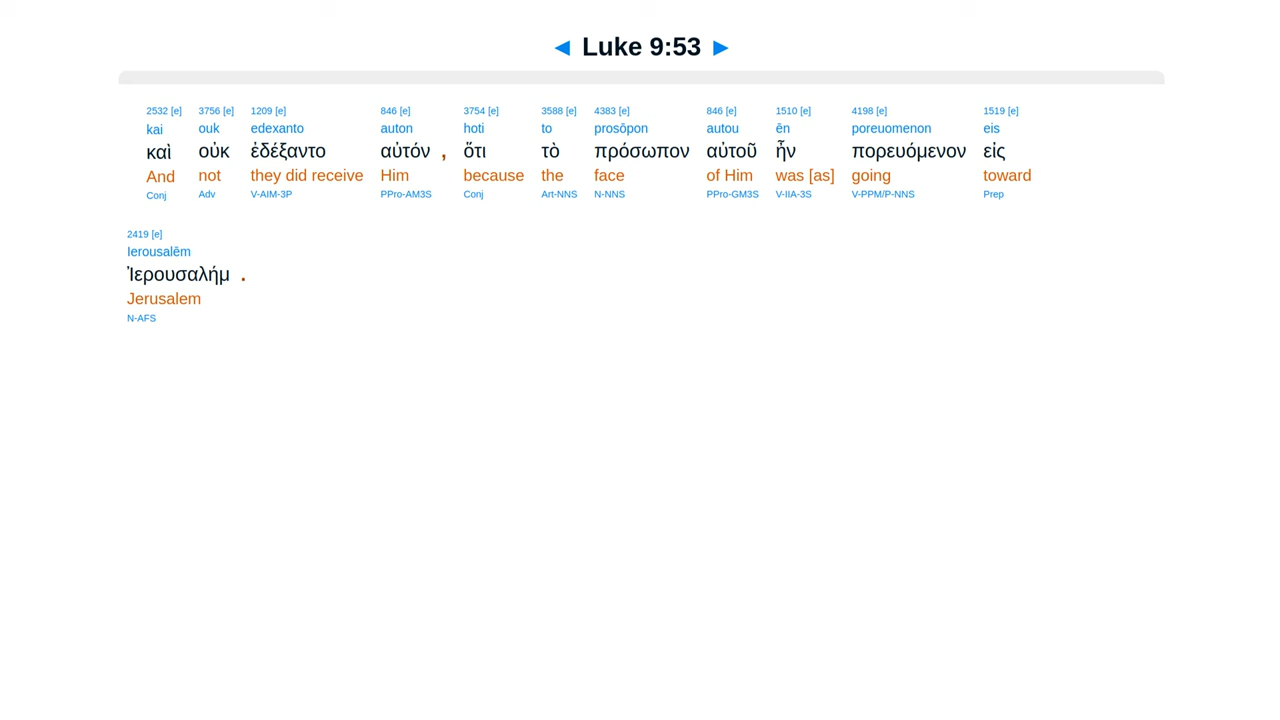 ◄ Luke 9:53 ►
2532 [e] 3756 [e] 1209 [e] 846 [e] 3754 [e] 3588 [e] 4383 [e] 846 [e] 1510 [e] 4198 [e] 1519 [e]
kai ouk edexanto auton hoti to prosōpon autou ēn poreuomenon eis
καὶ οὐκ ἐδέξαντο αὐτόν , ὅτι τὸ πρόσωπον αὐτοῦ ἦν πορευόμενον εἰς
And not they did receive Him because the face of Him was [as] going toward
Conj Adv V-AIM-3P PPro-AM3S Conj Art-NNS N-NNS PPro-GM3S V-IIA-3S V-PPM/P-NNS Prep
2419 [e]
Ierousalēm
Ἰερουσαλήμ .
Jerusalem
N-AFS